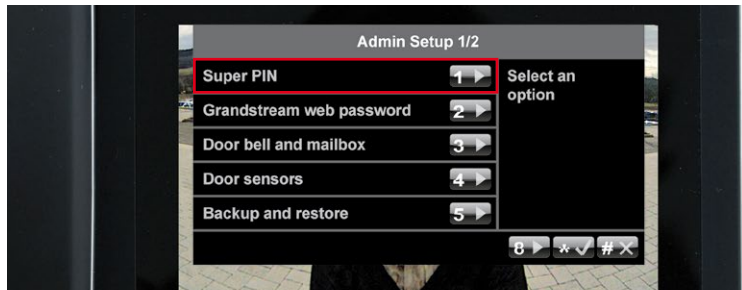 Admin Setup 1/2
Super PIN 1
Select an
option
Grandstream web password 2
Door bell and mailbox 3
Door sensors 4
Backup and restore 5
8 * #